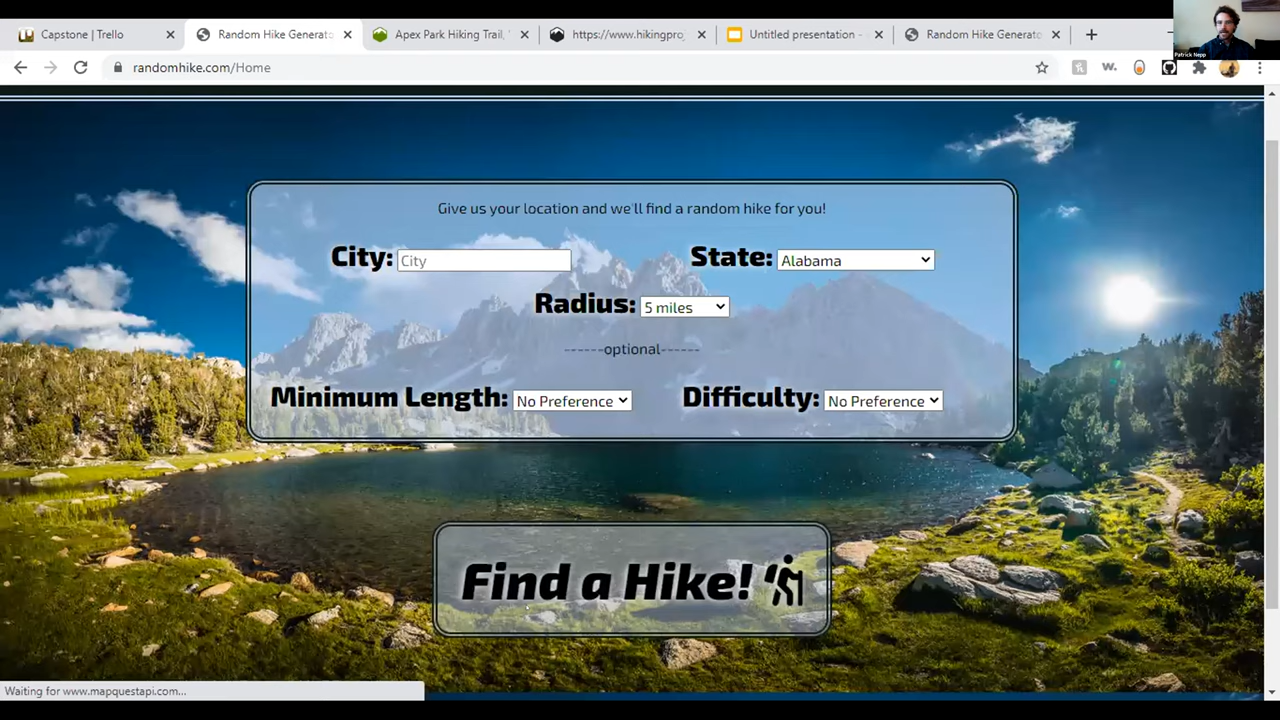 Capstone | Trello
Random Hike Generato
Apex Park Hiking Trail,
https://www.hikingpro
Untitled presentation -
Random Hike Generato
Patrick Nepp
randomhike.com/Home
w.
Give us your location and we'll find a random hike for you!
City: City State: Alabama
Radius: 5 miles
------optional------
Minimum Length: No Preference Difficulty: No Preference
Find a Hike!
Waiting for www.mapquestapi.com...